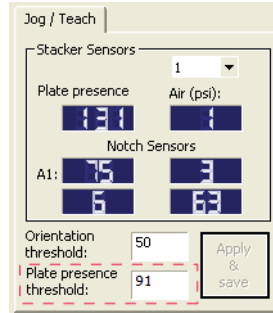 Jog / Teach
Stacker Sensors
1
Plate presence Air (psi):
131 1
Notch Sensors
A1: 75 3
6 63
Orientation
threshold: 50
Plate presence
threshold: 91
Apply
&
save